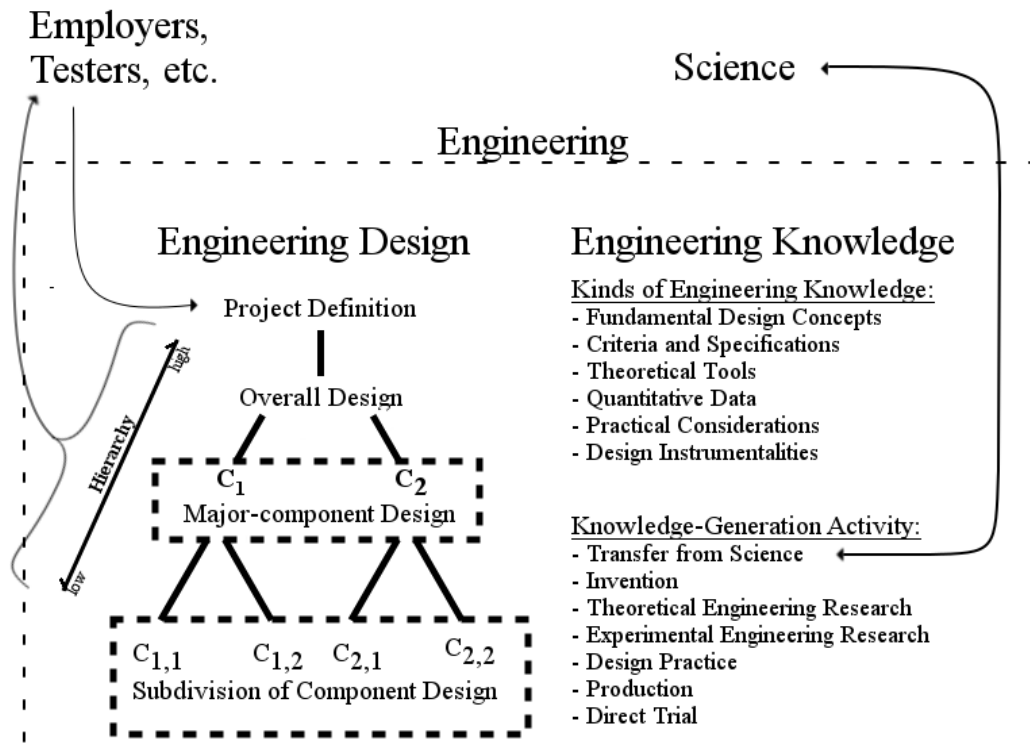 Employers,
Testers, etc.
Science
Engineering
Engineering Design
Project Definition
high
Hierarchy
low
Overall Design
C1 C2
Major-component Design
C1,1 C1,2 C2,1 C2,2
Subdivision of Component Design
Engineering Knowledge
Kinds of Engineering Knowledge:
- Fundamental Design Concepts
- Criteria and Specifications
- Theoretical Tools
- Quantitative Data
- Practical Considerations
- Design Instrumentalities
Knowledge-Generation Activity:
- Transfer from Science
- Invention
- Theoretical Engineering Research
- Experimental Engineering Research
- Design Practice
- Production
- Direct Trial